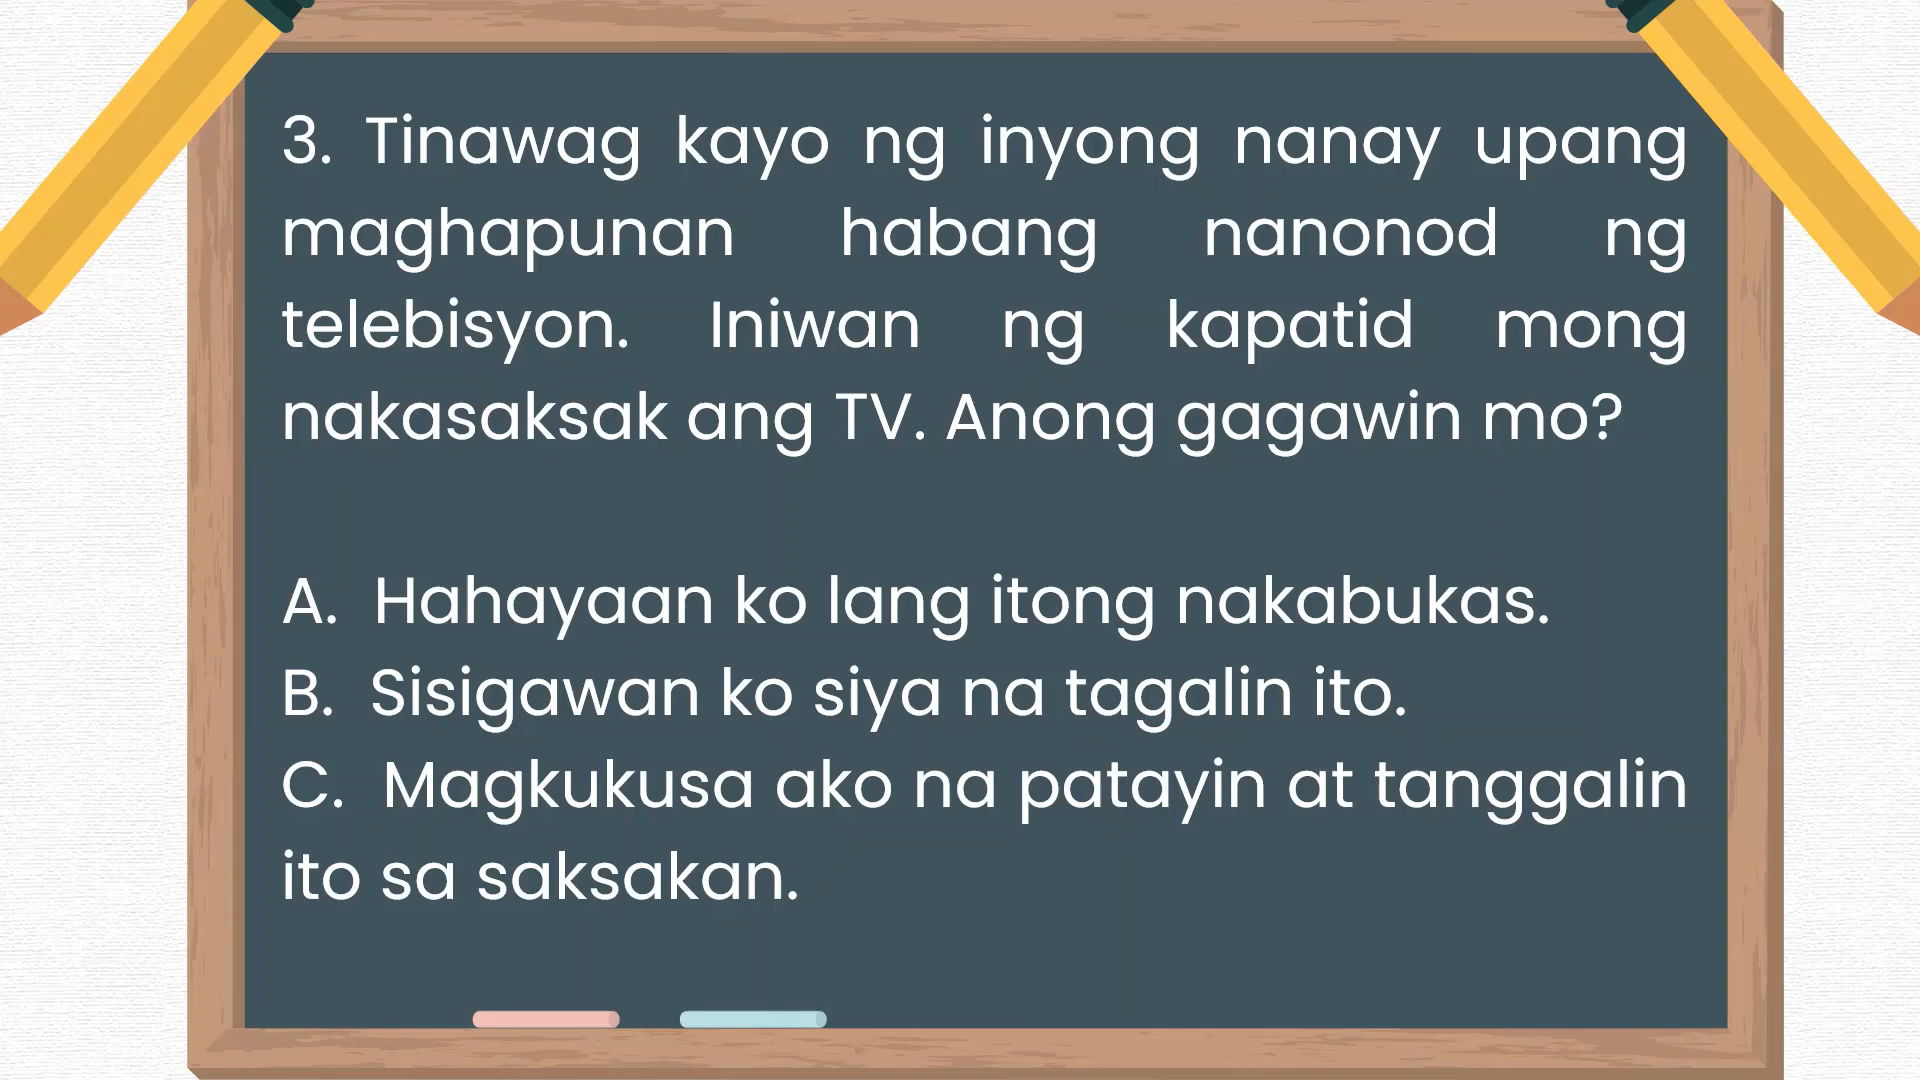 3. Tinawag kayo ng inyong nanay upang
maghapunan habang nanonod ng
telebisyon. Iniwan ng kapatid mong
nakasaksak ang TV. Anong gagawin mo?
A. Hahayaan ko lang itong nakabukas.
B. Sisigawan ko siya na tagalin ito.
C. Magkukusa ako na patayin at tanggalin
ito sa saksakan.